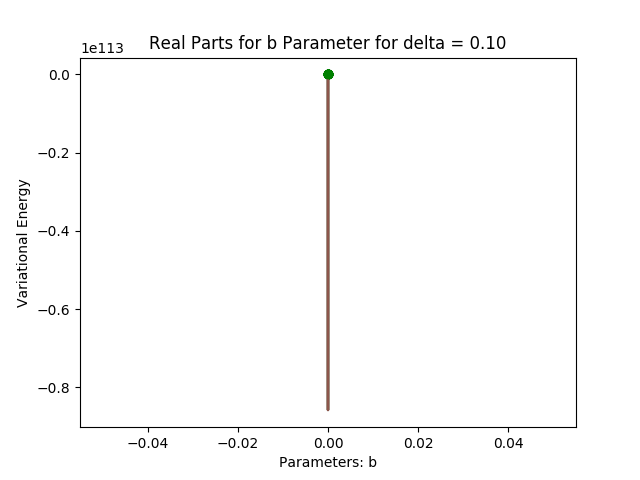 Real Parts for b Parameter for delta = 0.10
1e113
0.0
−0.2
−0.4
−0.6
−0.8
Variational Energy
−0.04
−0.02
0.00
0.02
0.04
Parameters: b